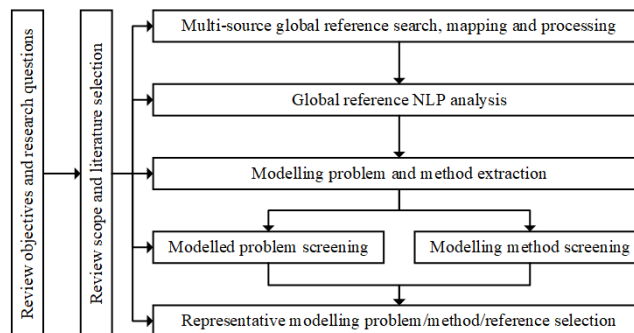 Review objectives and research questions
Review scope and literature selection
Multi-source global reference search, mapping and processing
Global reference NLP analysis
Modelling problem and method extraction
Modelled problem screening
Modelling method screening
Representative modelling problem/method/reference selection